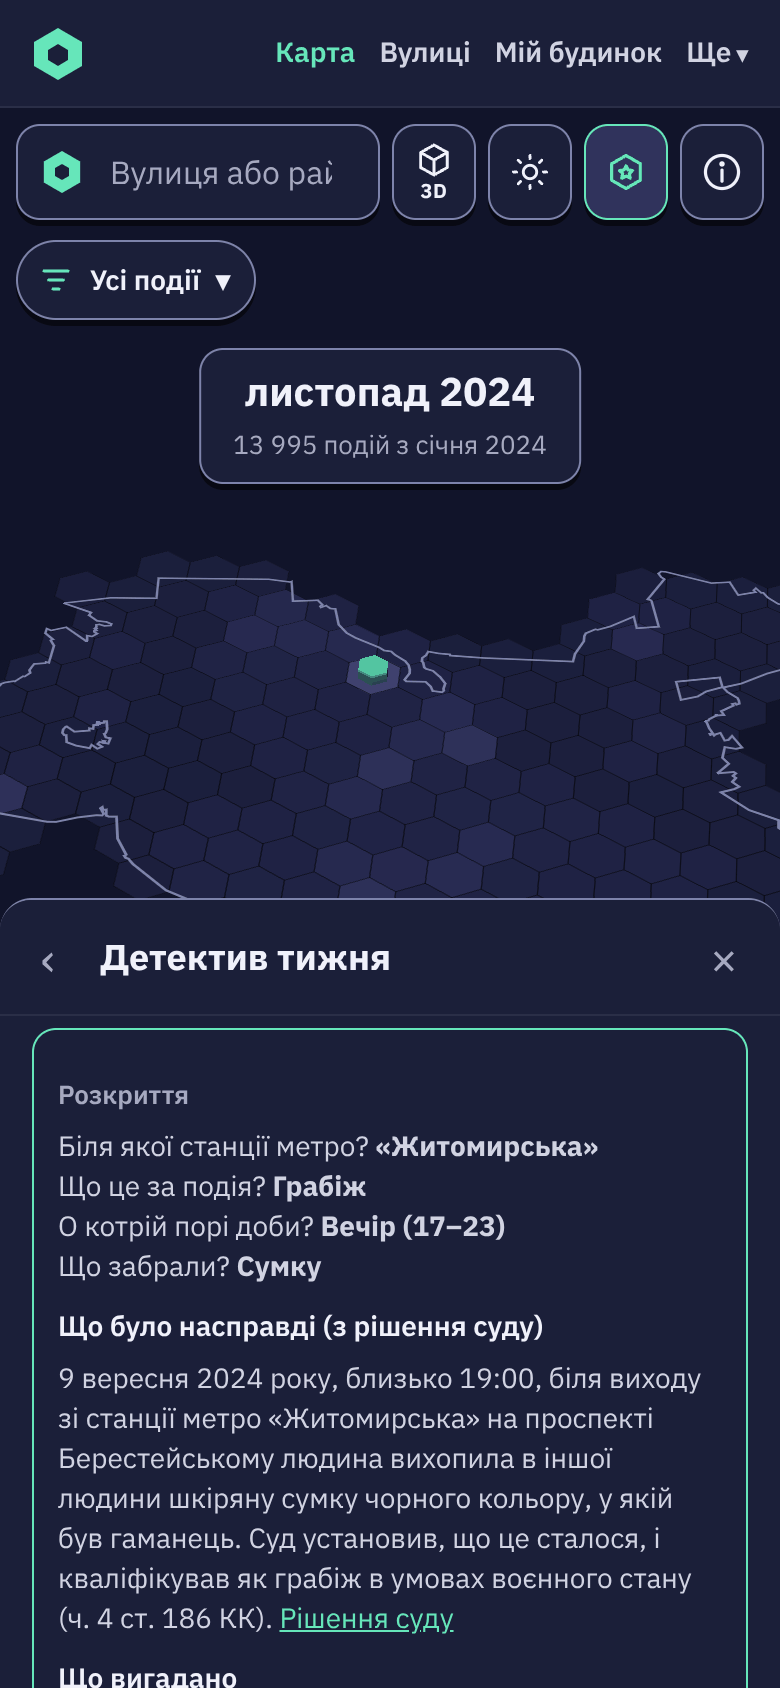 Карта Вулиці Мій будинок Ще ▾
Вулиця або рай
3D
Усі події ▼
листопад 2024
13 995 подій з січня 2024
Детектив тижня
Розкриття
Біля якої станції метро? «Житомирська»
Що це за подія? Грабіж
О котрій порі доби? Вечір (17–23)
Що забрали? Сумку
Що було насправді (з рішення суду)
9 вересня 2024 року, близько 19:00, біля виходу
зі станції метро «Житомирська» на проспекті
Берестейському людина вихопила в іншої
людини шкіряну сумку чорного кольору, у якій
був гаманець. Суд установив, що це сталося, і
кваліфікував як грабіж в умовах воєнного стану
(ч. 4 ст. 186 КК). Рішення суду
Що вигадано